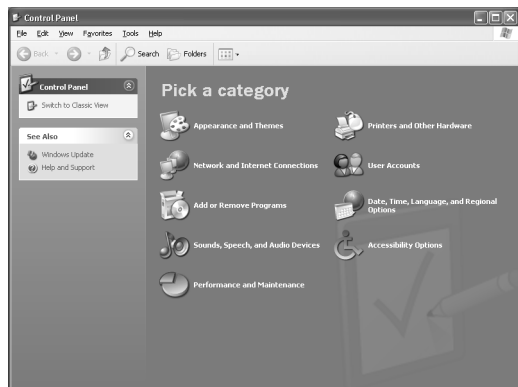 Control Panel
File Edit View Favorites Tools Help
Back Search Folders
Control Panel
Switch to Classic View
See Also
Windows Update
Help and Support
Pick a category
Appearance and Themes
Printers and Other Hardware
Network and Internet Connections
User Accounts
Add or Remove Programs
Date, Time, Language, and Regional
Options
Sounds, Speech, and Audio Devices
Accessibility Options
Performance and Maintenance